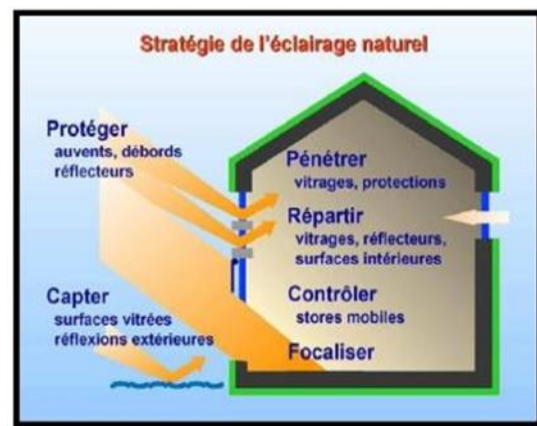 Stratégie de l'éclairage naturel
Protéger
auvents, débords
réflecteurs
Capter
surfaces vitrées
réflexions extérieures
Pénétrer
vitrages, protections
Répartir
vitrages, réflecteurs,
surfaces intérieures
Contrôler
stores mobiles
Focaliser